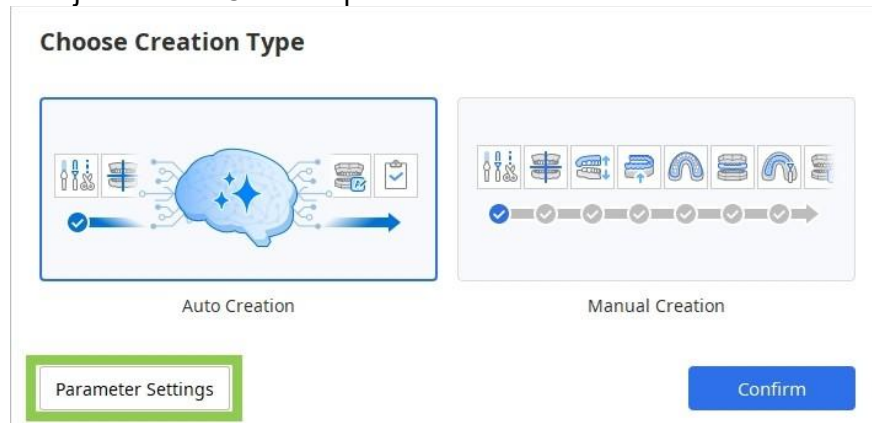 Choose Creation Type
Auto Creation
Manual Creation
Parameter Settings
Confirm